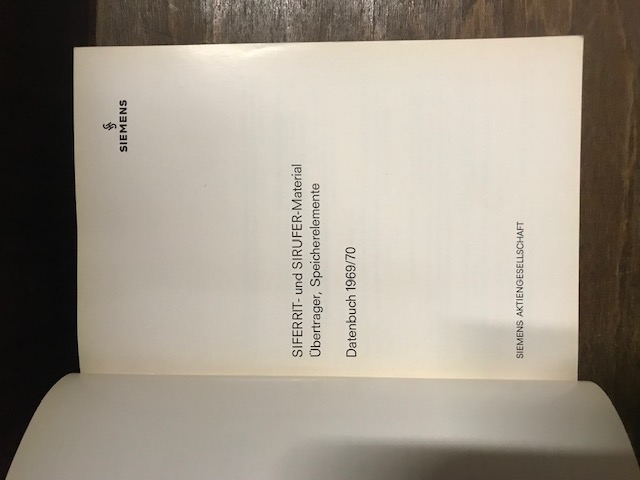 SIEMENS
SIFERRIT- und SIRUFER-Material
Übertrager, Speicherelemente
Datenbuch 1969/70
SIEMENS AKTIENGESELLSCHAFT